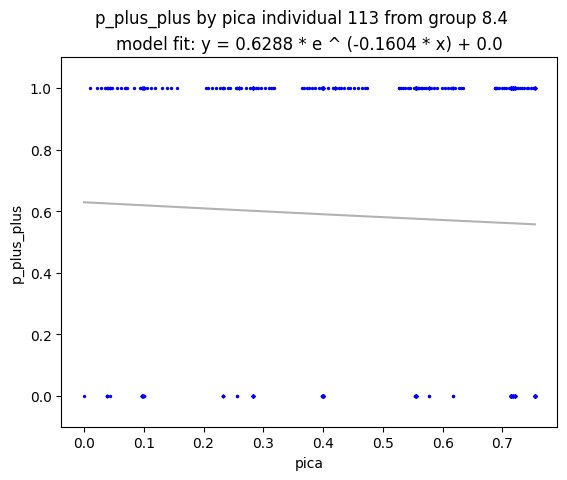 p_plus_plus by pica individual 113 from group 8.4
model fit: y = 0.6288 * e ^ (-0.1604 * x) + 0.0
1.0
0.8
0.6
0.4
0.2
0.0
p_plus_plus
0.0 0.1 0.2 0.3 0.4 0.5 0.6 0.7
pica